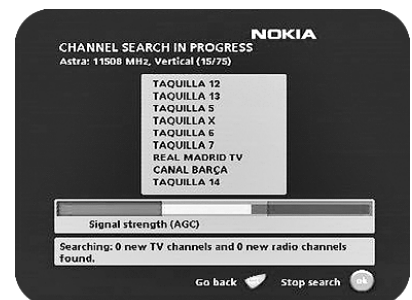 NOKIA
CHANNEL SEARCH IN PROGRESS
Astra: 11508 MHz, Vertical (15/75)
TAQUILLA 12
TAQUILLA 13
TAQUILLA 5
TAQUILLA X
TAQUILLA 6
TAQUILLA 7
REAL MADRID TV
CANAL BARÇA
TAQUILLA 14
Signal strength (AGC)
Searching: 0 new TV channels and 0 new radio channels
found.
Go back Stop search ok